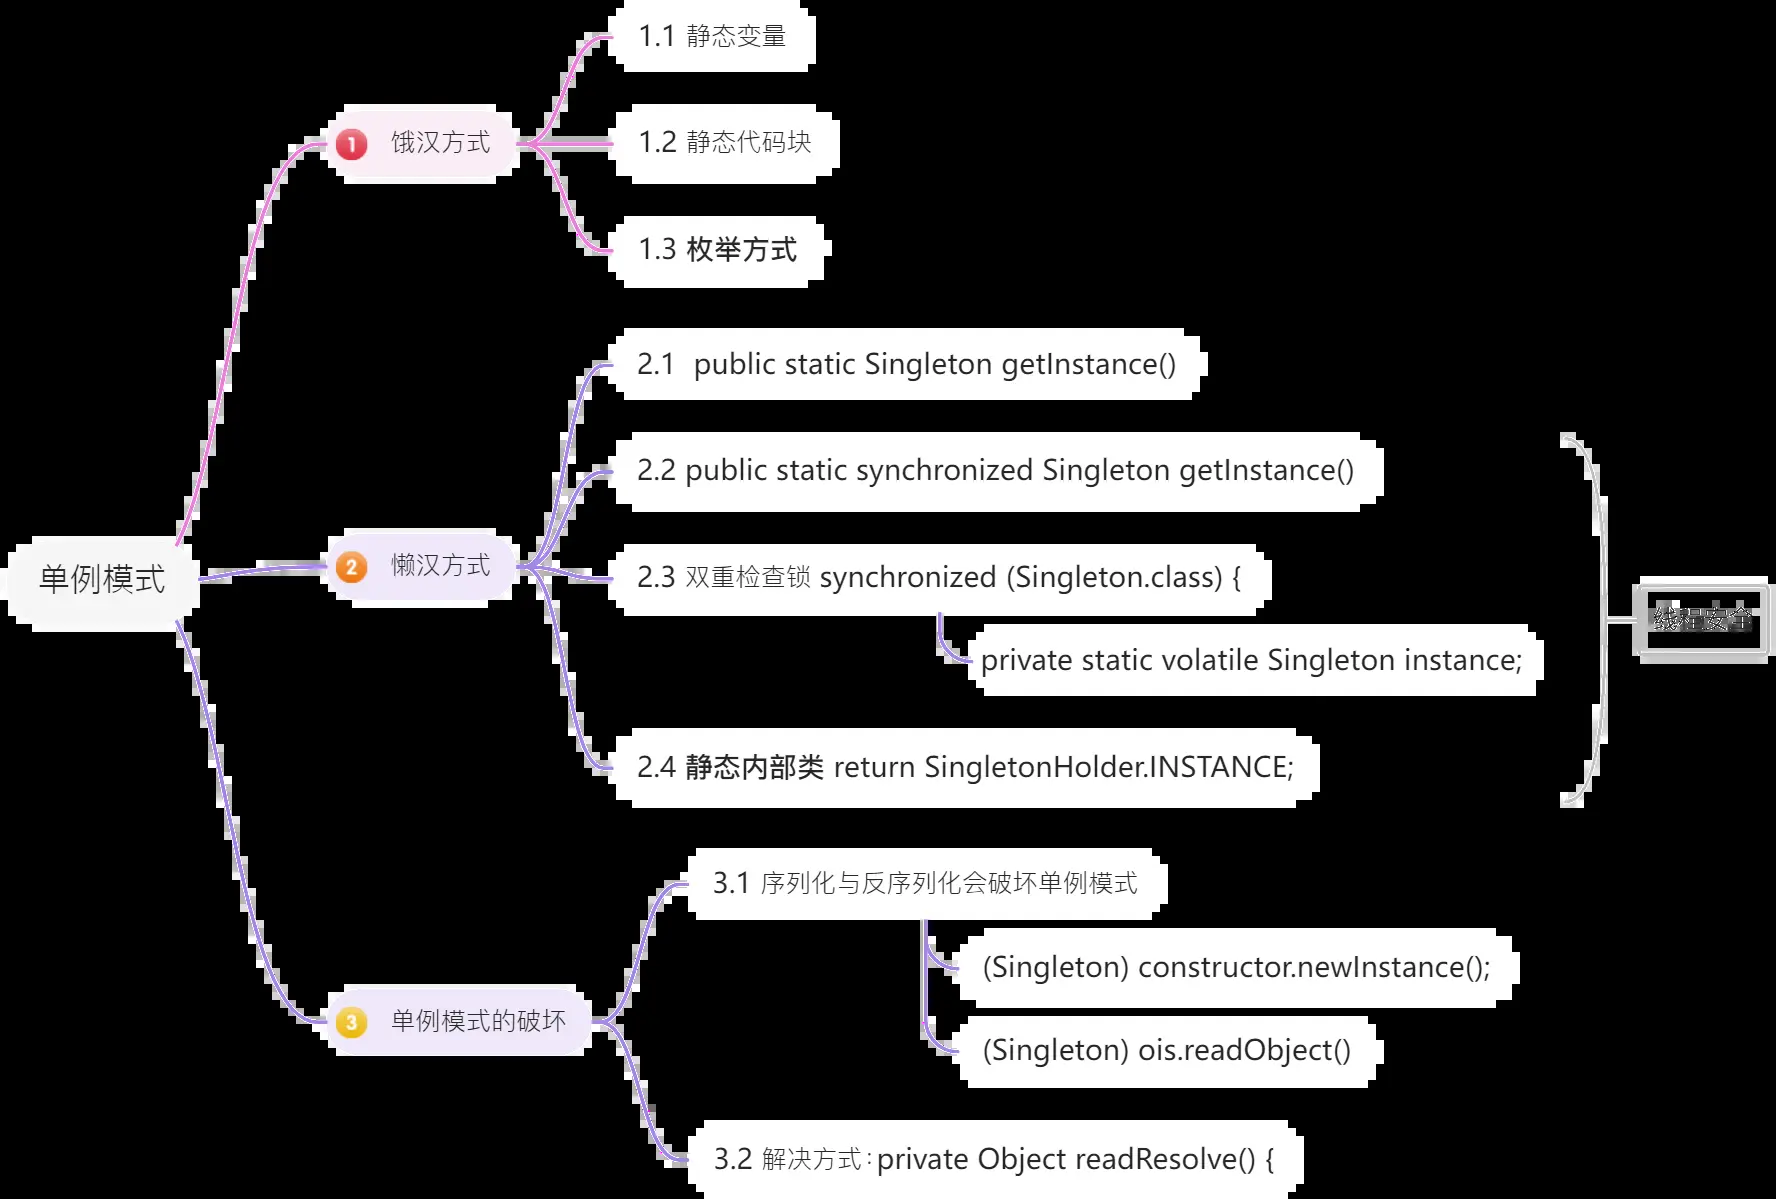 单例模式
1 饿汉方式
1.1 静态变量
1.2 静态代码块
1.3 枚举方式
2 懒汉方式
2.1 public static Singleton getInstance()
2.2 public static synchronized Singleton getInstance()
2.3 双重检查锁 synchronized (Singleton.class) {
private static volatile Singleton instance;
2.4 静态内部类 return SingletonHolder.INSTANCE;
线程安全
3 单例模式的破坏
3.1 序列化与反序列化会破坏单例模式
(Singleton) constructor.newInstance();
(Singleton) ois.readObject()
3.2 解决方式：private Object readResolve() {